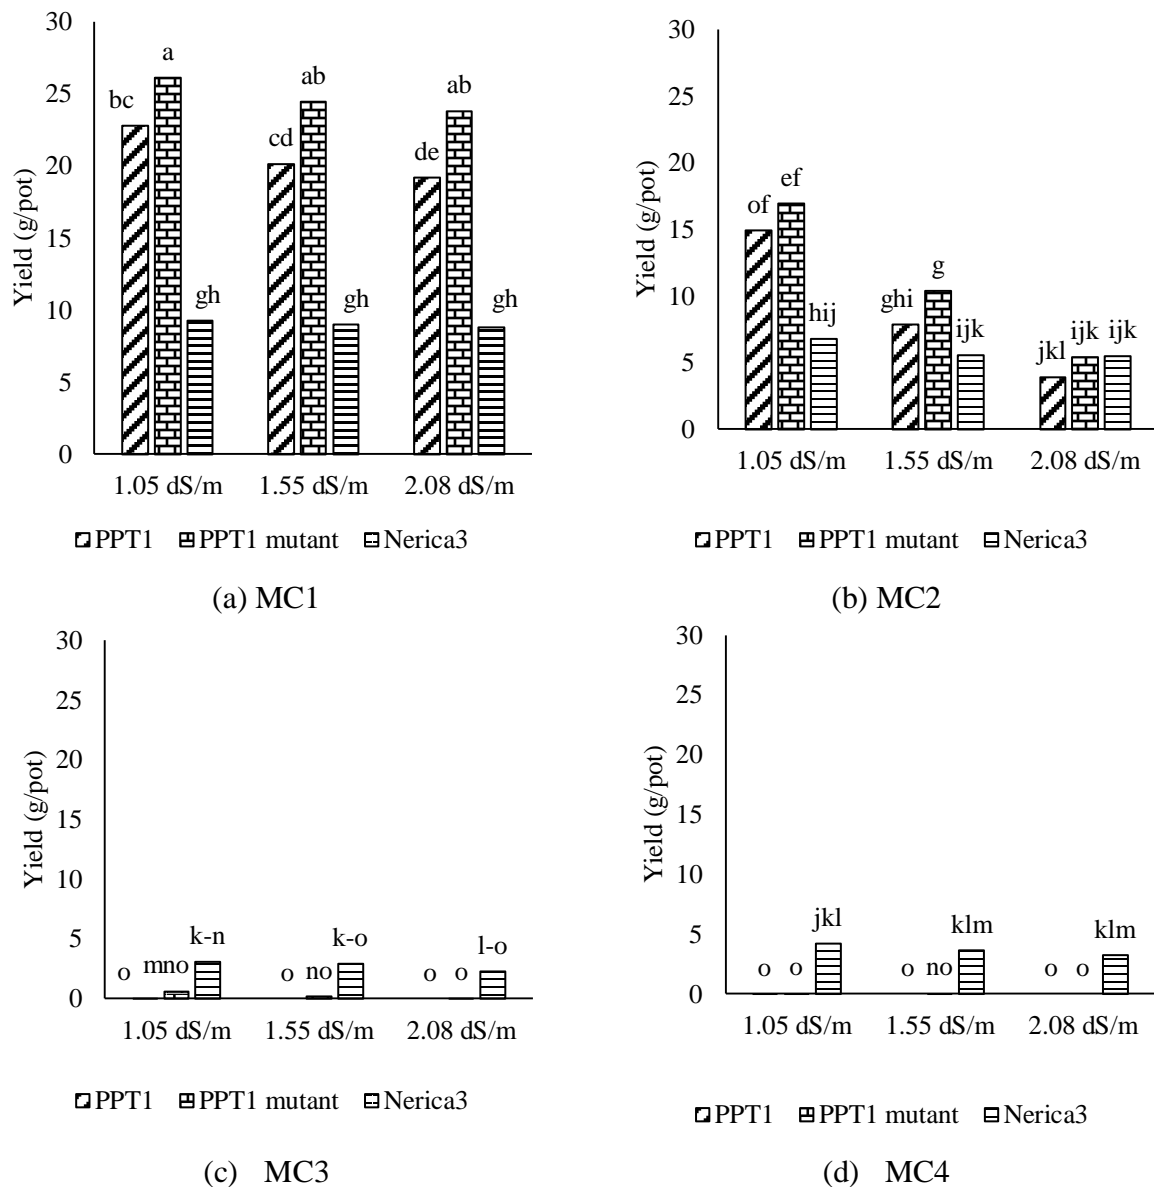 30
25
20
15
10
5
0
Yield (g/pot)
bc a gh
cd ab gh
de ab gh
1.05 dS/m 1.55 dS/m 2.08 dS/m
PPT1 PPT1 mutant Nerica3
(a) MC1
30
25
20
15
10
5
0
Yield (g/pot)
of ef hij
ghi g ijk
jkl ijk ijk
1.05 dS/m 1.55 dS/m 2.08 dS/m
PPT1 PPT1 mutant Nerica3
(b) MC2
30
25
20
15
10
5
0
Yield (g/pot)
o mno k-n
o no k-o
o o l-o
1.05 dS/m 1.55 dS/m 2.08 dS/m
PPT1 PPT1 mutant Nerica3
(c) MC3
30
25
20
15
10
5
0
Yield (g/pot)
o o jkl
o no klm
o o klm
1.05 dS/m 1.55 dS/m 2.08 dS/m
PPT1 PPT1 mutant Nerica3
(d) MC4